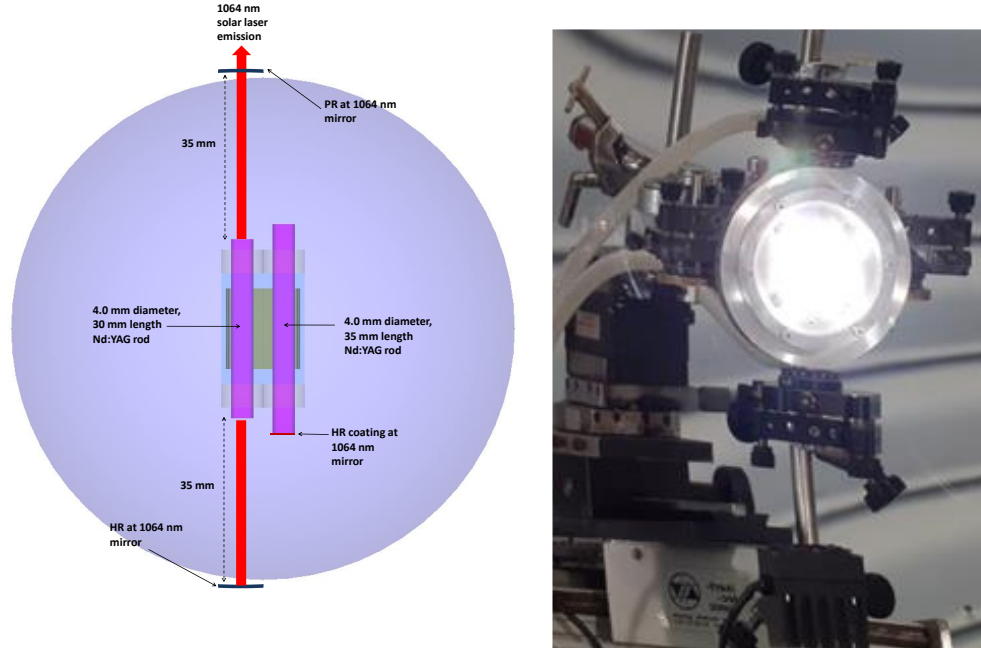 1064 nm
solar laser
emission
PR at 1064 nm
mirror
35 mm
4.0 mm diameter,
30 mm length
Nd:YAG rod
4.0 mm diameter,
35 mm length
Nd:YAG rod
HR coating at
1064 nm
mirror
35 mm
HR at 1064 nm
mirror